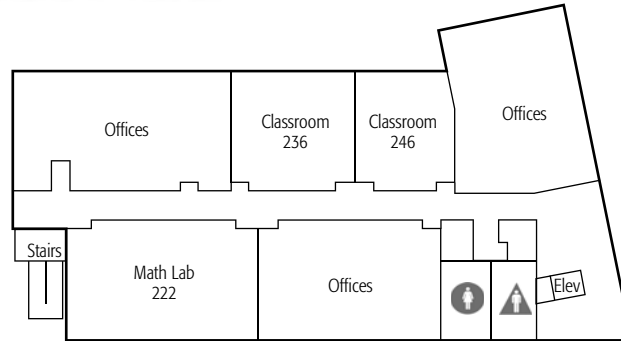 Offices
Classroom
236
Classroom
246
Offices
Stairs
Math Lab
222
Offices
Elev